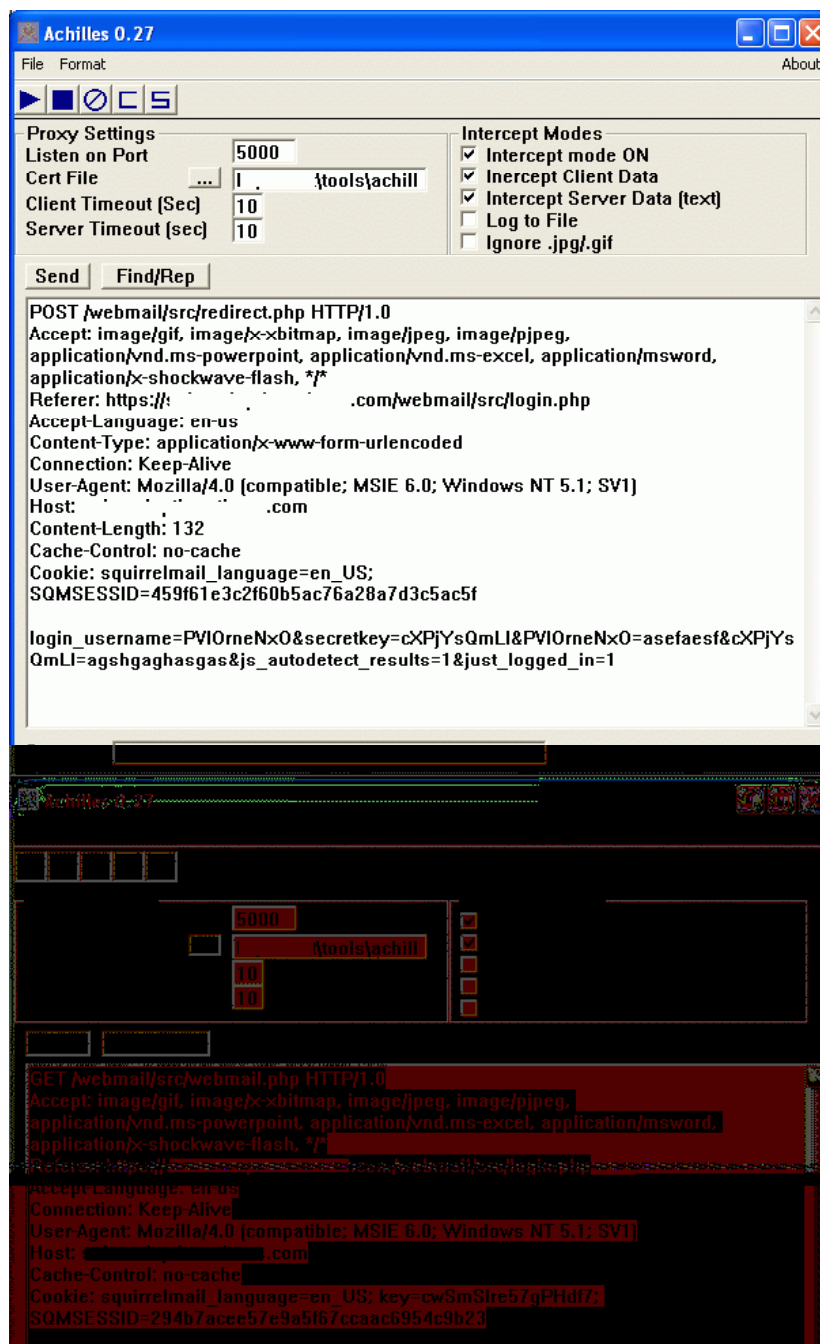 Achilles 0.27
File Format About
Proxy Settings
Listen on Port 5000
Cert File ... \tools\achill
Client Timeout (Sec) 10
Server Timeout (sec) 10
Intercept Modes
Intercept mode ON
Inercept Client Data
Intercept Server Data (text)
Log to File
Ignore .jpg/.gif
Send Find/Rep
POST /webmail/src/redirect.php HTTP/1.0
Accept: image/gif, image/x-xbitmap, image/jpeg, image/pjpeg,
application/vnd.ms-powerpoint, application/vnd.ms-excel, application/msword,
application/x-shockwave-flash, */*
Referer: https:// .com/webmail/src/login.php
Accept-Language: en-us
Content-Type: application/x-www-form-urlencoded
Connection: Keep-Alive
User-Agent: Mozilla/4.0 (compatible; MSIE 6.0; Windows NT 5.1; SV1)
Host: .com
Content-Length: 132
Cache-Control: no-cache
Cookie: squirrelmail_language=en_US;
SQMSESSID=459f61e3c2f60b5ac76a28a7d3c5ac5f
login_username=PVIOrneNxO&secretkey=cXPjYsQmLI&PVIOrneNxO=asefaesf&cXPjYs
QmLI=agshgaghasgas&js_autodetect_results=1&just_logged_in=1
Achilles 0.27
5000
\tools\achill
10
10
GET /webmail/src/webmail.php HTTP/1.0
Accept: image/gif, image/x-xbitmap, image/jpeg, image/pjpeg,
application/vnd.ms-powerpoint, application/vnd.ms-excel, application/msword,
application/x-shockwave-flash, */*
Accept-Language: en-us
Connection: Keep-Alive
User-Agent: Mozilla/4.0 (compatible; MSIE 6.0; Windows NT 5.1; SV1)
Host: .com
Cache-Control: no-cache
Cookie: squirrelmail_language=en_US; key=cwSmSIre57gPHdf7;
SQMSESSID=294b7acee57e9a5f67ccaac6954c9b23